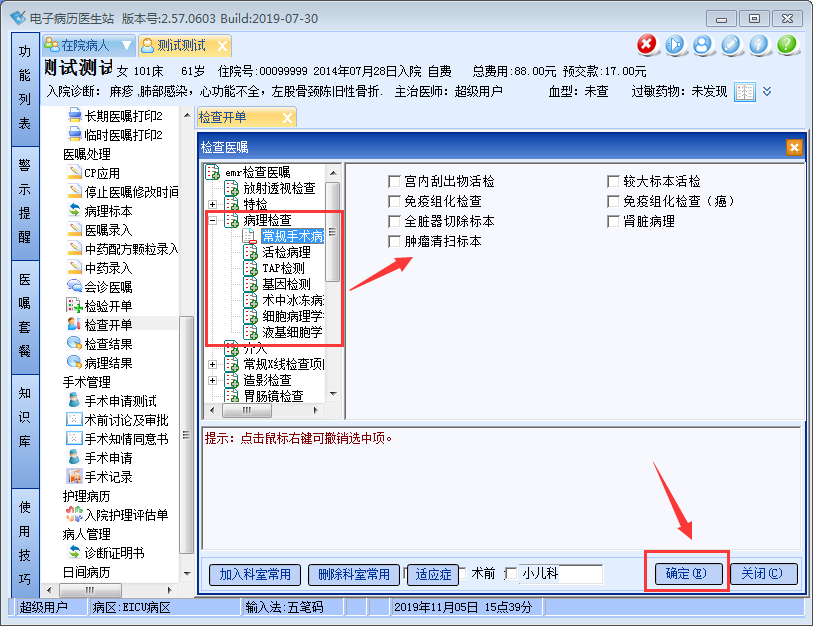 电子病历医生站 版本号:2.57.0603 Build:2019-07-30
在院病人
测试测试
测试测试 女 101床 61岁 住院号:00099999 2014年07月28日入院 自费 总费用:88.00元 预交款:17.00元
入院诊断: 麻疹,肺部感染, 心功能不全, 左股骨颈陈旧性骨折. 主治医师: 超级用户 血型: 未查 过敏药物: 未发现
功能列表
警示提醒
医嘱套餐
知识库
使用技巧
长期医嘱打印2
临时医嘱打印2
医嘱处理
CP应用
停止医嘱修改时间
病理标本
医嘱录入
中药配方颗粒录入
中药录入
会诊医嘱
检验开单
检查开单
检查结果
病理结果
手术管理
手术申请测试
术前讨论及审批
手术知情同意书
手术申请
手术记录
护理病历
入院护理评估单
病人管理
诊断证明书
日间病历
检查开单
检查医嘱
emr检查医嘱
放射透视检查
特检
病理检查
常规手术病
活检病理
TAP检测
基因检测
术中冰冻病
细胞病理学
液基细胞学
介入
常规X线检查项
造影检查
胃肠镜检查
宫内刮出物活检
较大标本活检
免疫组化检查
免疫组化检查（癌）
全脏器切除标本
肾脏病理
肿瘤清扫标本
提示: 点击鼠标右键可撤销选中项。
加入科室常用
删除科室常用
适应症
术前
小儿科
确定(E)
关闭(C)
超级用户
病区:EICU病区
输入法:五笔码
2019年11月05日 15点39分